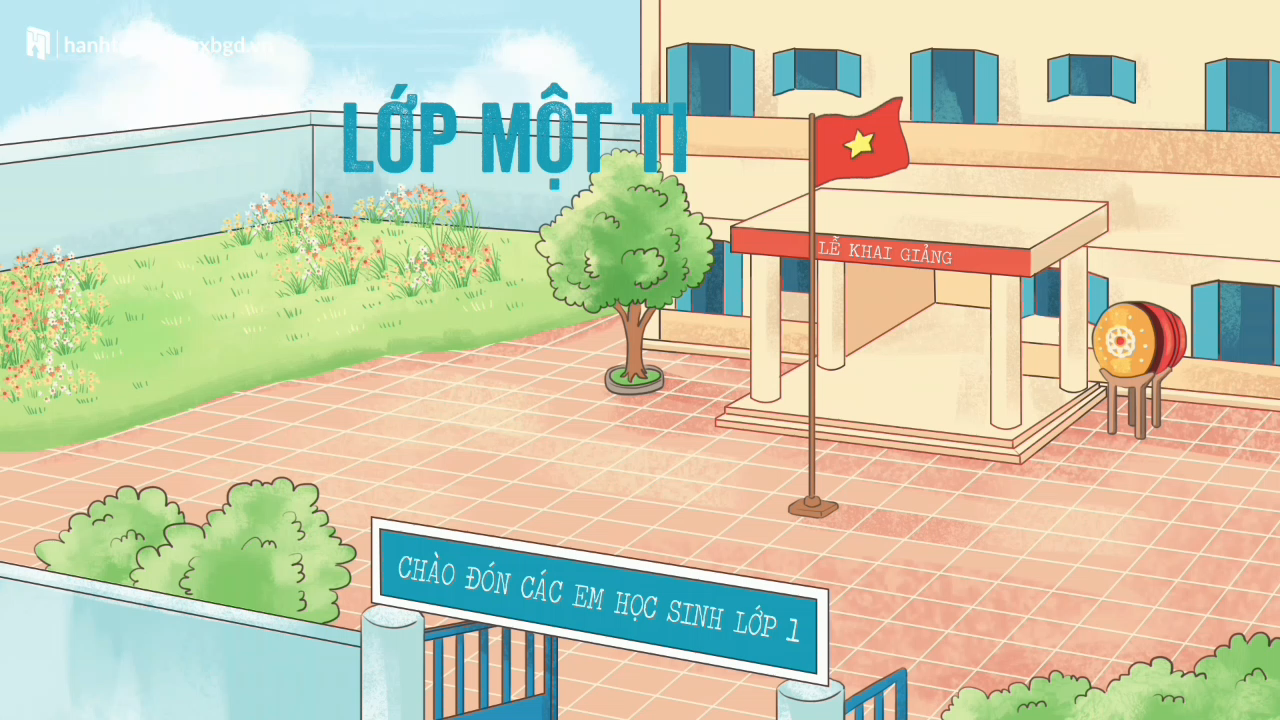 LỚP MỘT TI
LỄ KHAI GIẢNG
CHÀO ĐÓN CÁC EM HỌC SINH LỚP 1